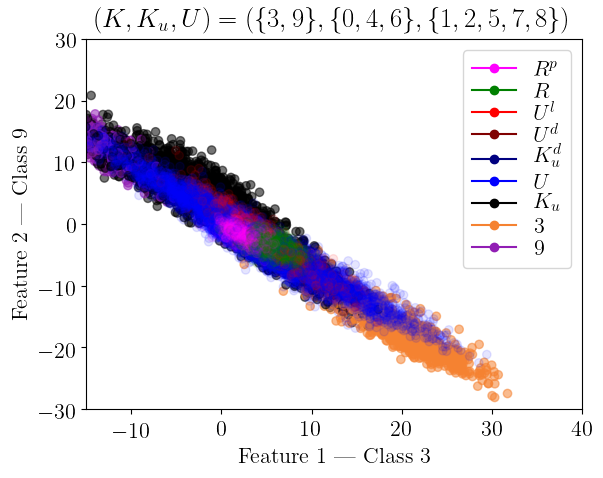 (K, K_u, U) = ({3, 9}, {0, 4, 6}, {1, 2, 5, 7, 8})
30
20
10
0
−10
−20
−30
−10
0
10
20
30
40
Feature 2 — Class 9
Feature 1 — Class 3
R^p
R
U^l
U^d
K_u^d
U
K_u
3
9